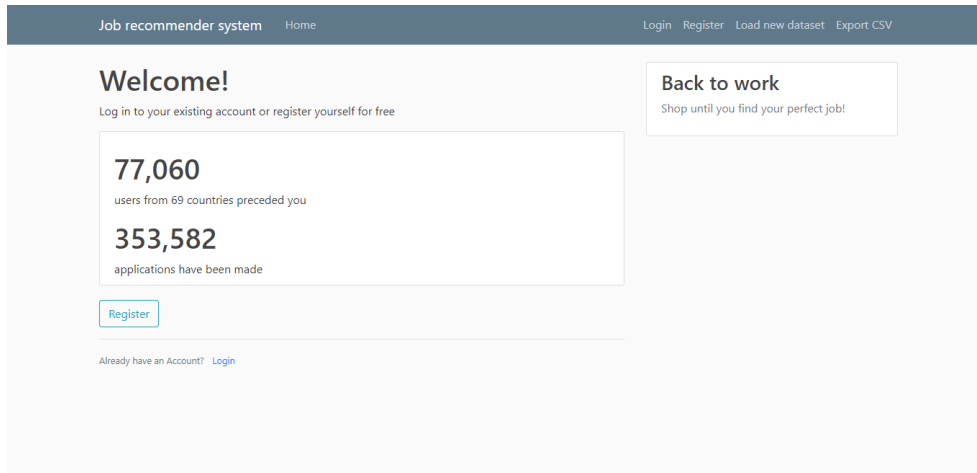 Job recommender system Home Login Register Load new dataset Export CSV
Welcome!
Log in to your existing account or register yourself for free
77,060
users from 69 countries preceded you
353,582
applications have been made
Register
Already have an Account? Login
Back to work
Shop until you find your perfect job!